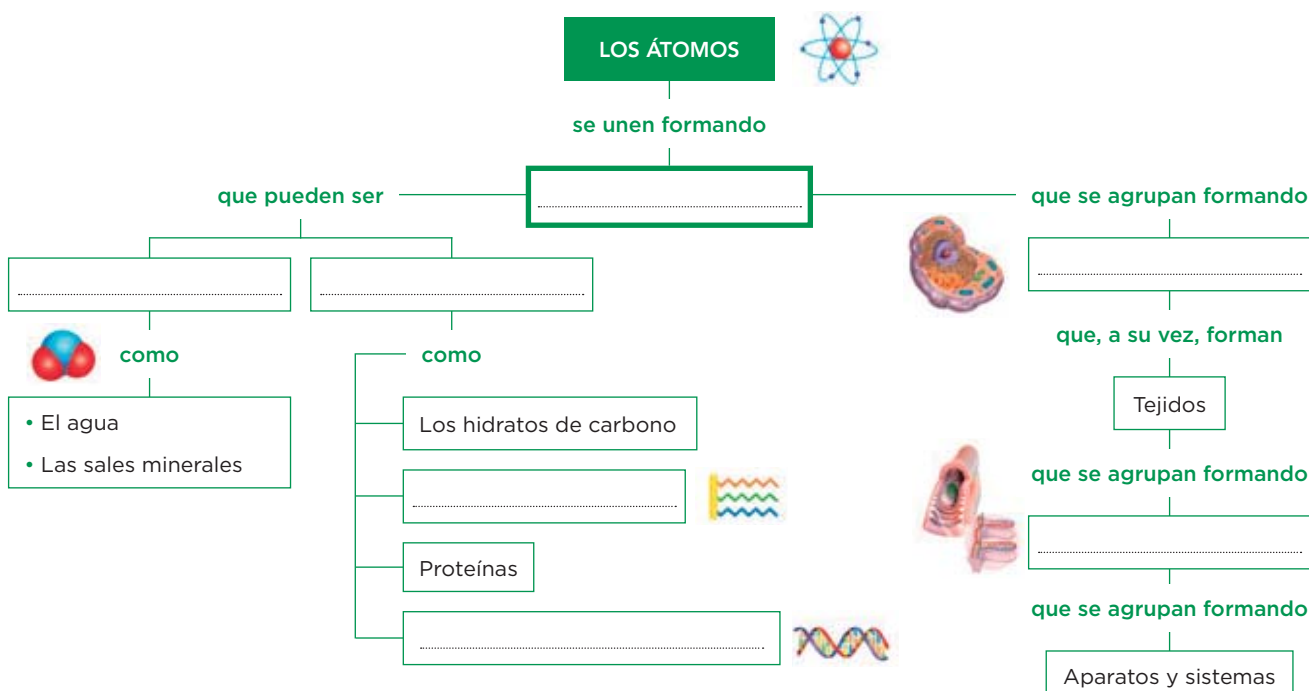 LOS ÁTOMOS
se unen formando
que pueden ser
que se agrupan formando
como
• El agua
• Las sales minerales
como
Los hidratos de carbono
Proteínas
que, a su vez, forman
Tejidos
que se agrupan formando
que se agrupan formando
Aparatos y sistemas